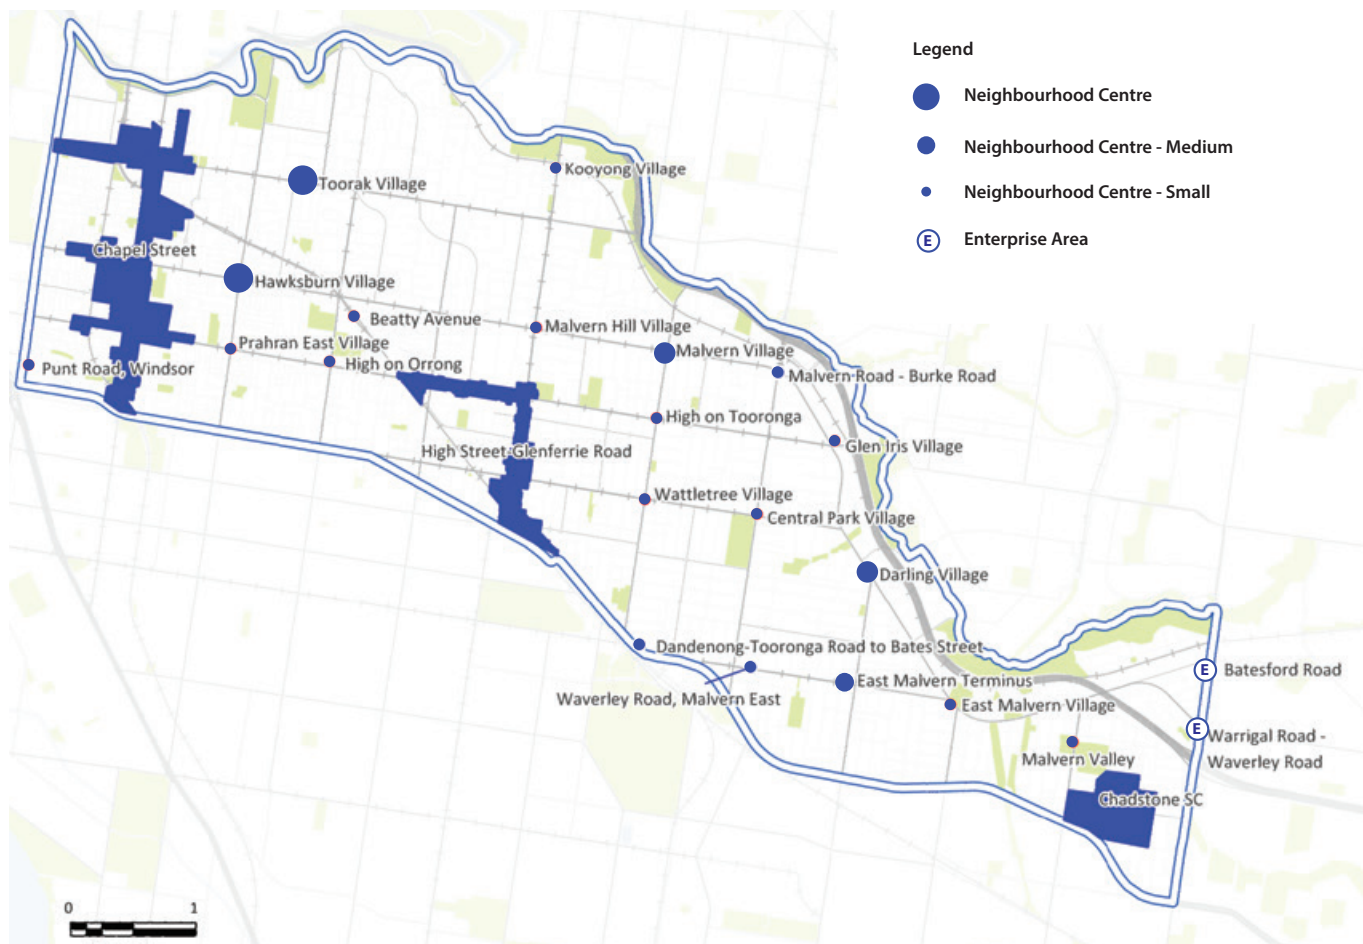 Legend
Neighbourhood Centre
Neighbourhood Centre - Medium
Neighbourhood Centre - Small
E Enterprise Area
Kooyong Village
Toorak Village
Chapel Street
Hawksburn Village
Beatty Avenue
Malvern Hill Village
Prahran East Village
Malvern Village
High on Orrong
Punt Road, Windsor
Malvern Road - Burke Road
High on Tooronga
High Street-Glenferrie Road
Glen Iris Village
Wattletree Village
Central Park Village
Darling Village
Dandenong-Tooronga Road to Bates Street
Waverley Road, Malvern East
East Malvern Terminus
East Malvern Village
E Batesford Road
E Warrigal Road -
Waverley Road
Malvern Valley
Chadstone SC
0 1